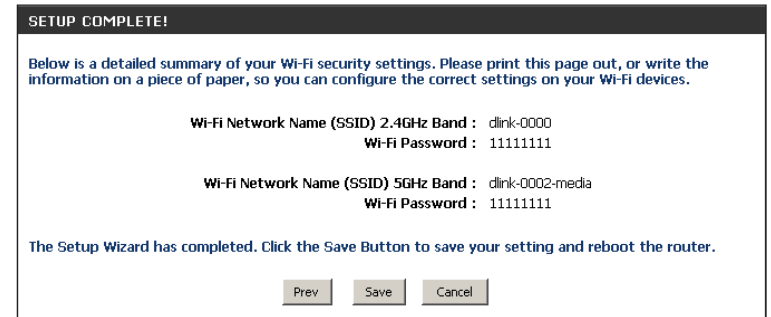 SETUP COMPLETE!
Below is a detailed summary of your Wi-Fi security settings. Please print this page out, or write the
information on a piece of paper, so you can configure the correct settings on your Wi-Fi devices.
Wi-Fi Network Name (SSID) 2.4GHz Band : dlink-0000
Wi-Fi Password : 11111111
Wi-Fi Network Name (SSID) 5GHz Band : dlink-0002-media
Wi-Fi Password : 11111111
The Setup Wizard has completed. Click the Save Button to save your setting and reboot the router.
Prev Save Cancel